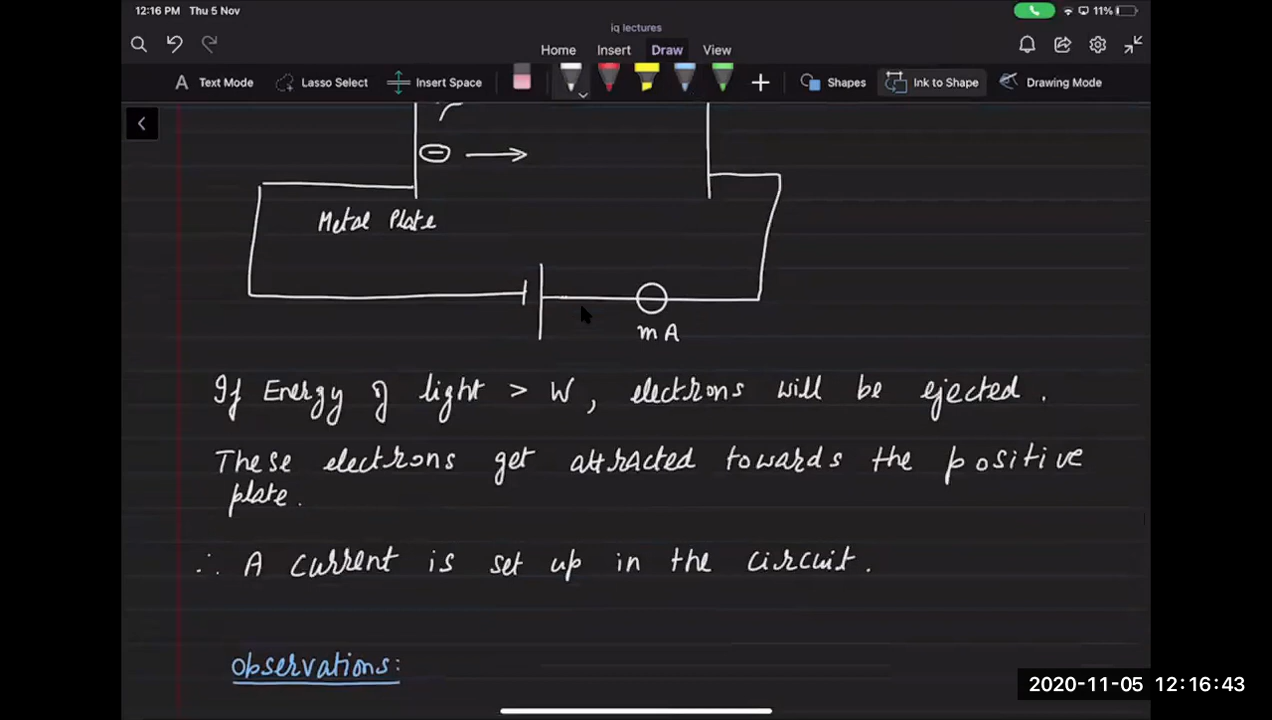 12:16 PM Thu 5 Nov
11%
iq lectures
Home Insert Draw View
A Text Mode Lasso Select Insert Space Shapes Ink to Shape Drawing Mode
Metal Plate
mA
If Energy of light > W, electrons will be ejected.
These electrons get attracted towards the positive
plate.
∴ A current is set up in the circuit.
Observations:
2020-11-05 12:16:43